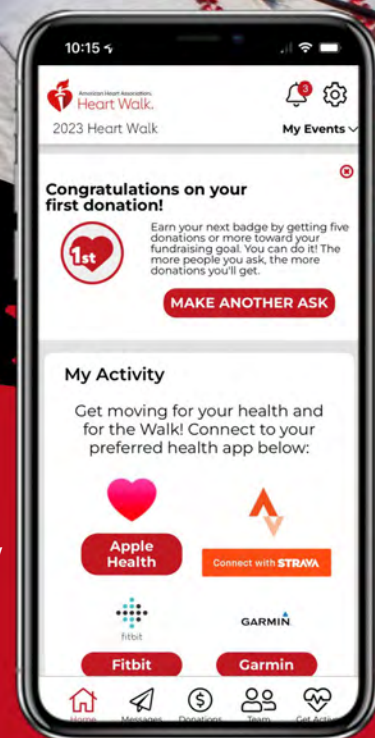 10:15
American Heart Association.
Heart Walk.
3
2023 Heart Walk
My Events
Congratulations on your
first donation!
1st
Earn your next badge by getting five
donations or more toward your
fundraising goal. You can do it! The
more people you ask, the more
donations you'll get.
MAKE ANOTHER ASK
My Activity
Get moving for your health and
for the Walk! Connect to your
preferred health app below:
Apple
Health
Connect with STRAVA
fitbit
GARMIN
Fitbit
Garmin
Home Messages Donations Team Get Activ